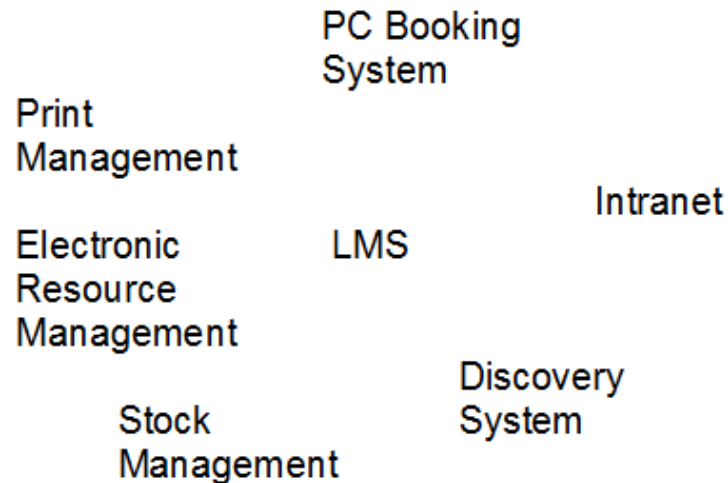 PC Booking
System
Print
Management
Intranet
Electronic
Resource
Management
LMS
Discovery
System
Stock
Management